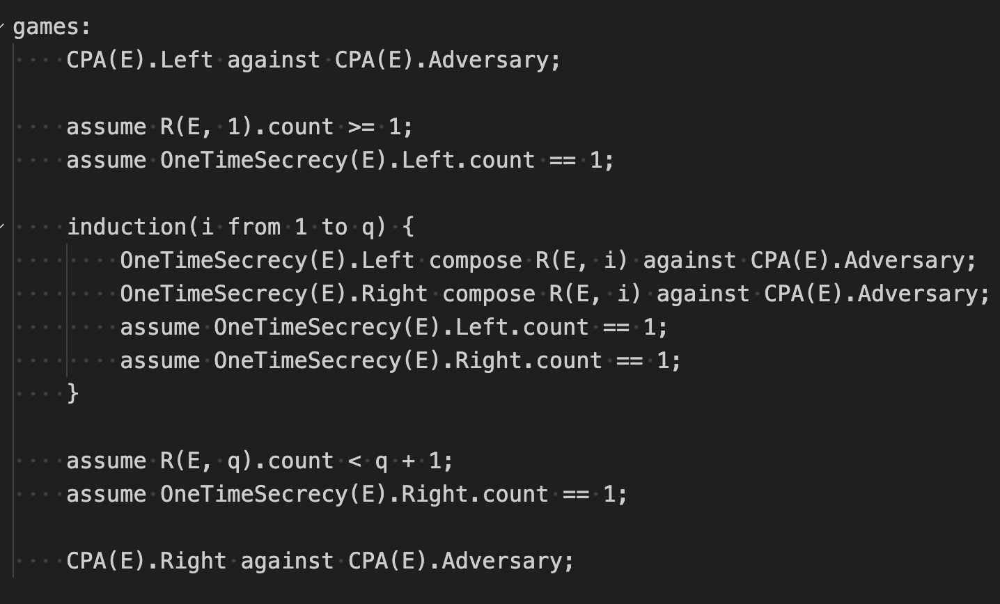 games:
CPA(E).Left against CPA(E).Adversary;
assume R(E, 1).count >= 1;
assume OneTimeSecrecy(E).Left.count == 1;
induction(i from 1 to q) {
OneTimeSecrecy(E).Left compose R(E, i) against CPA(E).Adversary;
OneTimeSecrecy(E).Right compose R(E, i) against CPA(E).Adversary;
assume OneTimeSecrecy(E).Left.count == 1;
assume OneTimeSecrecy(E).Right.count == 1;
}
assume R(E, q).count < q + 1;
assume OneTimeSecrecy(E).Right.count == 1;
CPA(E).Right against CPA(E).Adversary;